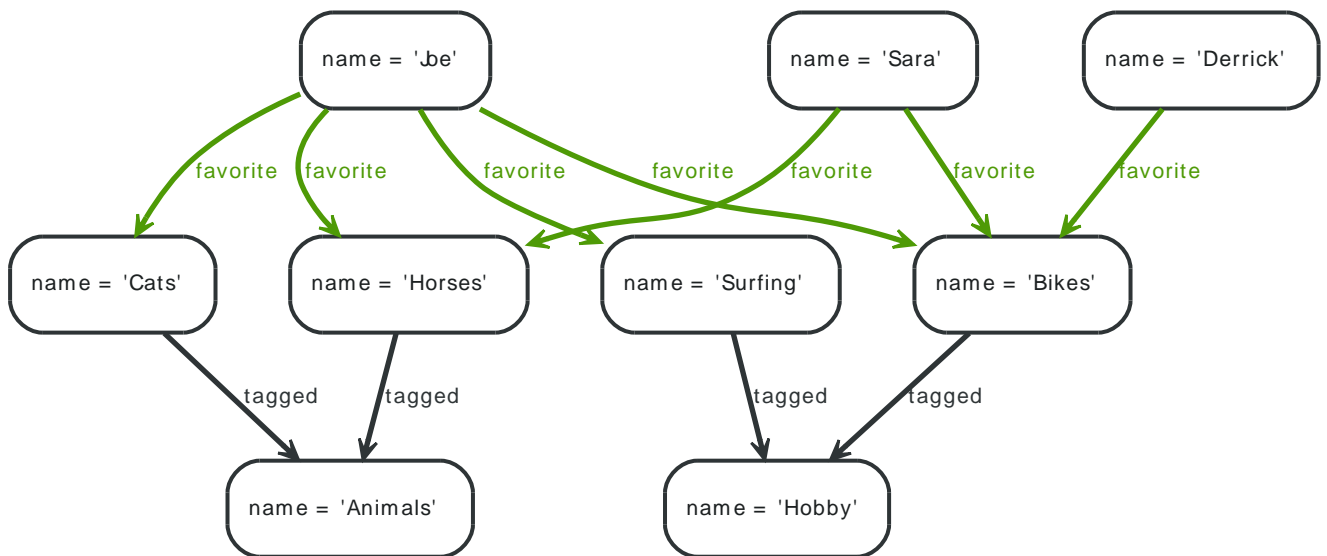 name = 'Joe'
name = 'Sara'
name = 'Derrick'
favorite
favorite
favorite
favorite
favorite
favorite
favorite
name = 'Cats'
name = 'Horses'
name = 'Surfing'
name = 'Bikes'
tagged
tagged
tagged
tagged
name = 'Animals'
name = 'Hobby'